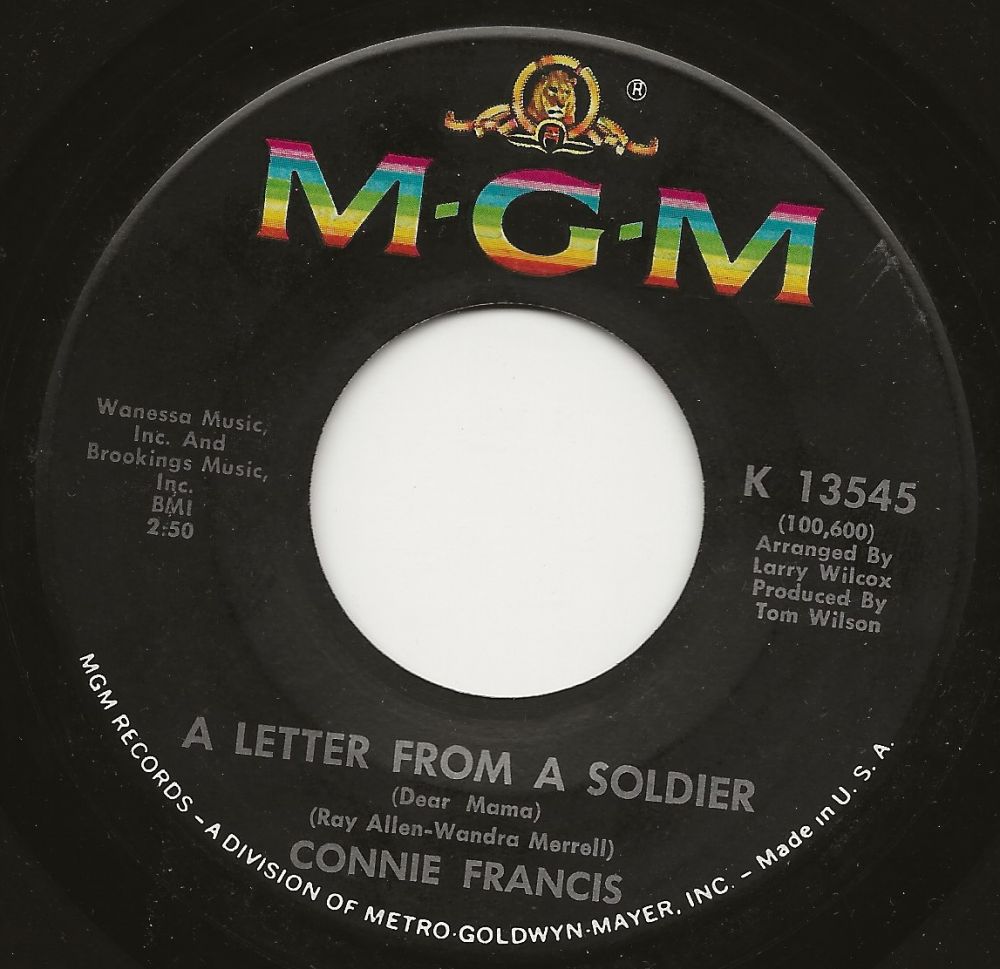 ®
M-G-M
Wanessa Music,
Inc. And
Brookings Music,
Inc.
BMI
2:50
K 13545
(100,600)
Arranged By
Larry Wilcox
Produced By
Tom Wilson
A LETTER FROM A SOLDIER
(Dear Mama)
(Ray Allen-Wandra Merrell)
CONNIE FRANCIS
MGM RECORDS – A DIVISION OF METRO-GOLDWYN-MAYER, INC. – Made in U. S. A.